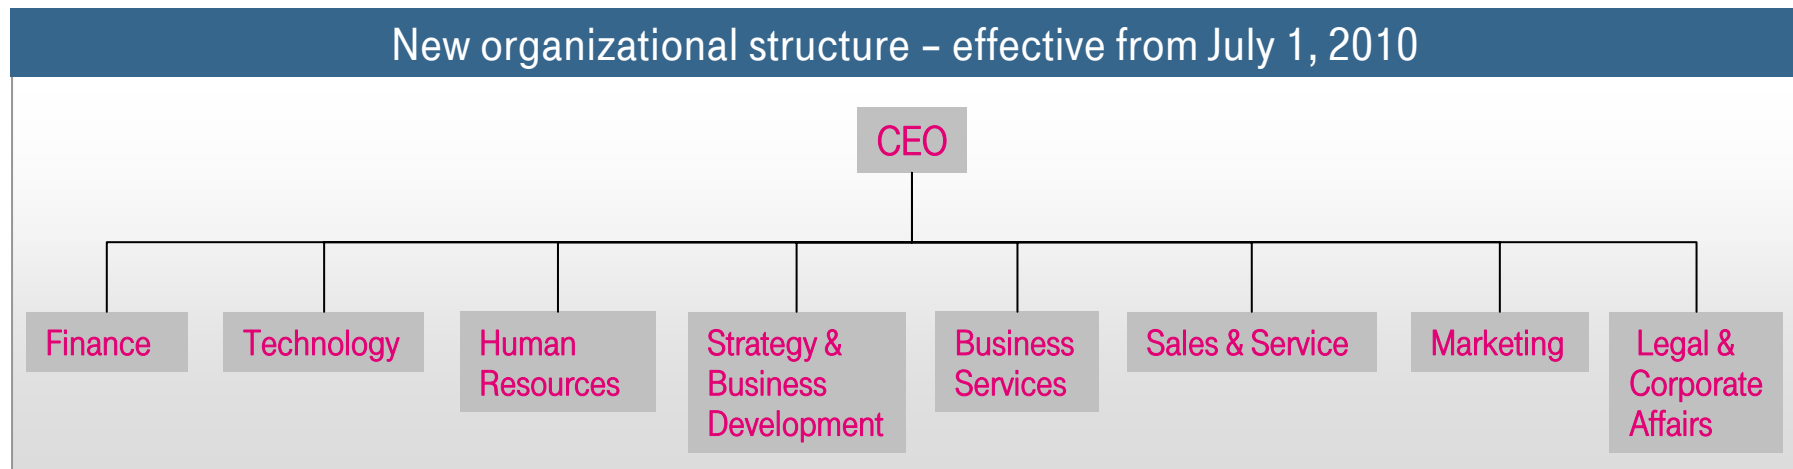 New organizational structure – effective from July 1, 2010
CEO
Finance
Technology
Human
Resources
Strategy &
Business
Development
Business
Services
Sales & Service
Marketing
Legal &
Corporate
Affairs